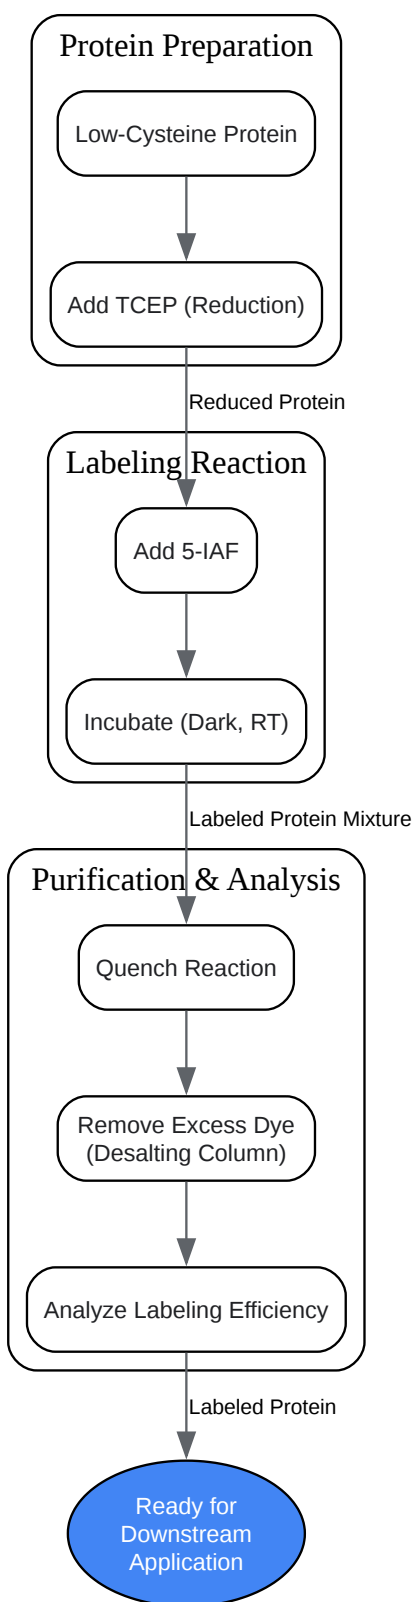 Protein Preparation
Low-Cysteine Protein
Add TCEP (Reduction)
Reduced Protein
Labeling Reaction
Add 5-IAF
Incubate (Dark, RT)
Labeled Protein Mixture
Purification & Analysis
Quench Reaction
Remove Excess Dye
(Desalting Column)
Analyze Labeling Efficiency
Labeled Protein
Ready for
Downstream
Application